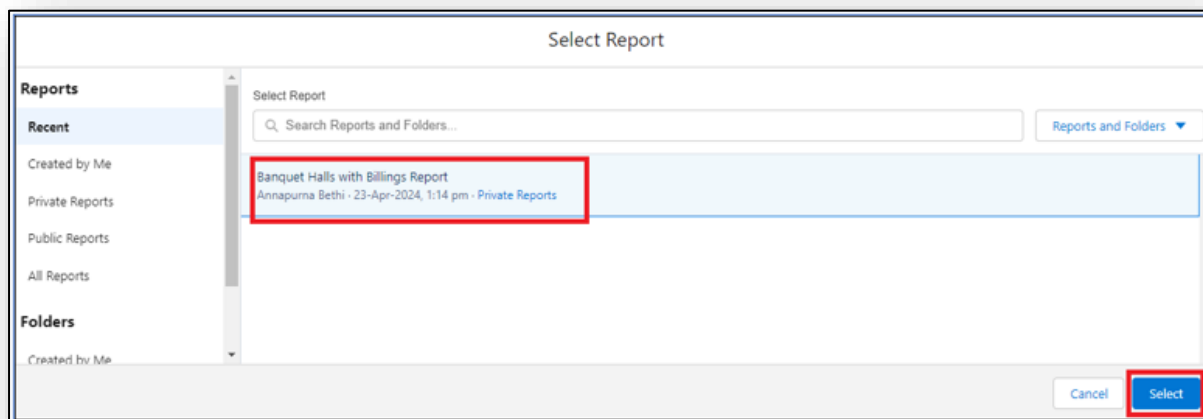 Select Report
Reports
Recent
Created by Me
Private Reports
Public Reports
All Reports
Folders
Created by Me
Select Report
Search Reports and Folders...
Reports and Folders
Banquet Halls with Billings Report
Annapurna Bethi · 23-Apr-2024, 1:14 pm · Private Reports
Cancel
Select